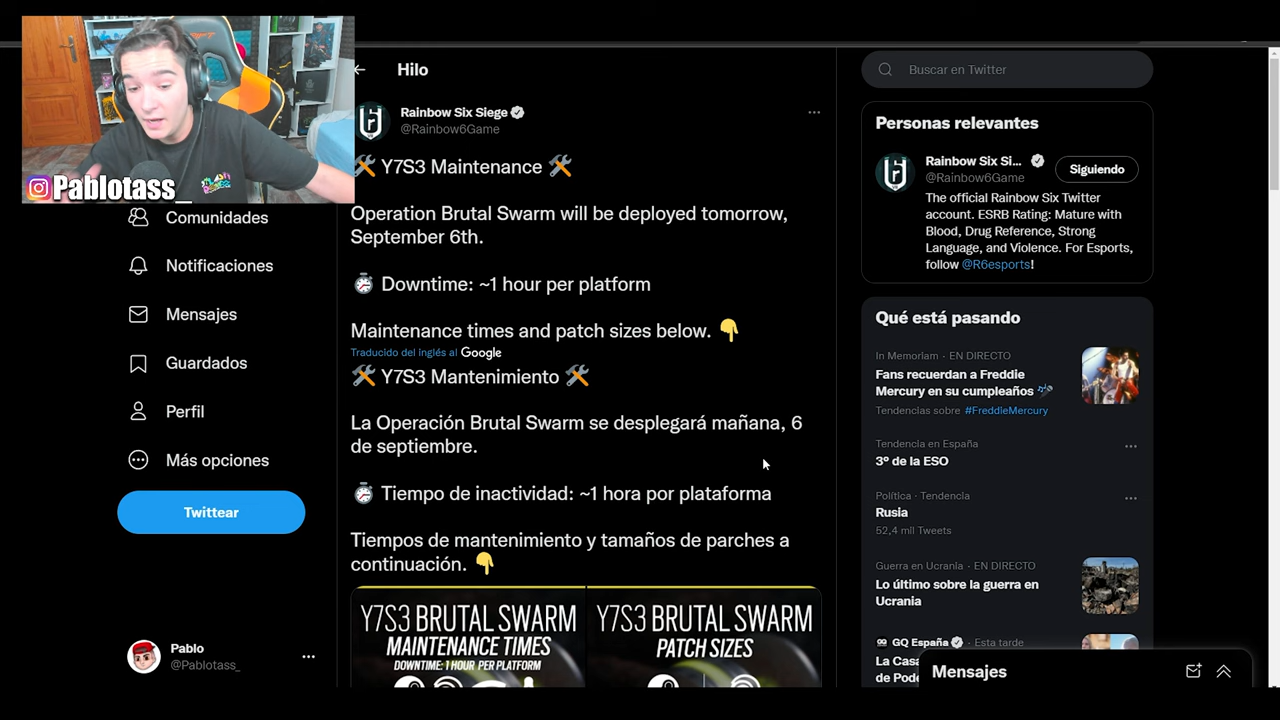 Pablotass_
Comunidades
Notificaciones
Mensajes
Guardados
Perfil
Más opciones
Twittear
Pablo
@Pablotass_
Hilo
Rainbow Six Siege
@Rainbow6Game
Y7S3 Maintenance
Operation Brutal Swarm will be deployed tomorrow,
September 6th.
Downtime: ~1 hour per platform
Maintenance times and patch sizes below.
Traducido del inglés al Google
Y7S3 Mantenimiento
La Operación Brutal Swarm se desplegará mañana, 6
de septiembre.
Tiempo de inactividad: ~1 hora por plataforma
Tiempos de mantenimiento y tamaños de parches a
continuación.
Y7S3 BRUTAL SWARM
MAINTENANCE TIMES
DOWNTIME: 1 HOUR PER PLATFORM
Y7S3 BRUTAL SWARM
PATCH SIZES
Buscar en Twitter
Personas relevantes
Rainbow Six Si...
@Rainbow6Game
Siguiendo
The official Rainbow Six Twitter
account. ESRB Rating: Mature with
Blood, Drug Reference, Strong
Language, and Violence. For Esports,
follow @R6esports!
Qué está pasando
In Memoriam · EN DIRECTO
Fans recuerdan a Freddie
Mercury en su cumpleaños
Tendencias sobre #FreddieMercury
Tendencia en España
3º de la ESO
Política · Tendencia
Rusia
52,4 mil Tweets
Guerra en Ucrania · EN DIRECTO
Lo último sobre la guerra en
Ucrania
GQ España · Esta tarde
La Casa
de Pode
Mensajes